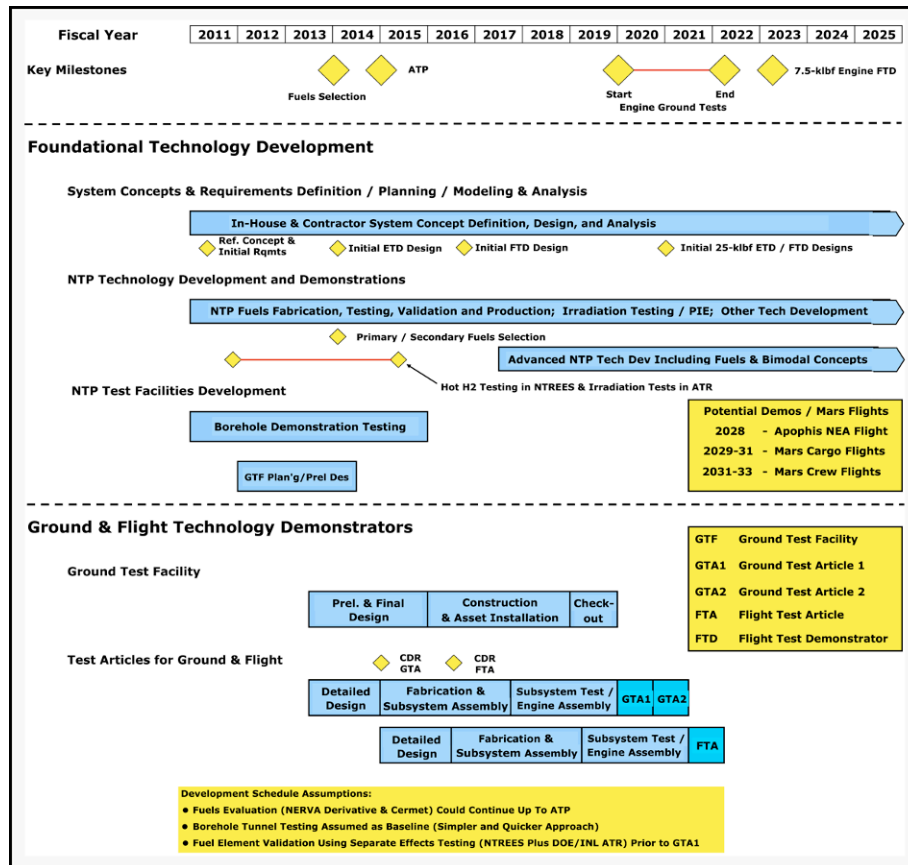 Fiscal Year 2011 2012 2013 2014 2015 2016 2017 2018 2019 2020 2021 2022 2023 2024 2025
Key Milestones
ATP
7.5-klbf Engine FTD
Fuels Selection
Start
End
Engine Ground Tests
Foundational Technology Development
System Concepts & Requirements Definition / Planning / Modeling & Analysis
In-House & Contractor System Concept Definition, Design, and Analysis
Ref. Concept &
Initial Rqmts
Initial ETD Design
Initial FTD Design
Initial 25-klbf ETD / FTD Designs
NTP Technology Development and Demonstrations
NTP Fuels Fabrication, Testing, Validation and Production; Irradiation Testing / PIE; Other Tech Development
Primary / Secondary Fuels Selection
Advanced NTP Tech Dev Including Fuels & Bimodal Concepts
Hot H2 Testing in NTREES & Irradiation Tests in ATR
NTP Test Facilities Development
Borehole Demonstration Testing
GTF Plan'g/Prel Des
Potential Demos / Mars Flights
2028 - Apophis NEA Flight
2029-31 - Mars Cargo Flights
2031-33 - Mars Crew Flights
Ground & Flight Technology Demonstrators
GTF Ground Test Facility
GTA1 Ground Test Article 1
GTA2 Ground Test Article 2
FTA Flight Test Article
FTD Flight Test Demonstrator
Ground Test Facility
Prel. & Final
Design
Construction
& Asset Installation
Check-
out
Test Articles for Ground & Flight
CDR
GTA
CDR
FTA
Detailed
Design
Fabrication &
Subsystem Assembly
Subsystem Test /
Engine Assembly
GTA1
GTA2
Detailed
Design
Fabrication &
Subsystem Assembly
Subsystem Test /
Engine Assembly
FTA
Development Schedule Assumptions:
● Fuels Evaluation (NERVA Derivative & Cermet) Could Continue Up To ATP
● Borehole Tunnel Testing Assumed as Baseline (Simpler and Quicker Approach)
● Fuel Element Validation Using Separate Effects Testing (NTREES Plus DOE/INL ATR) Prior to GTA1